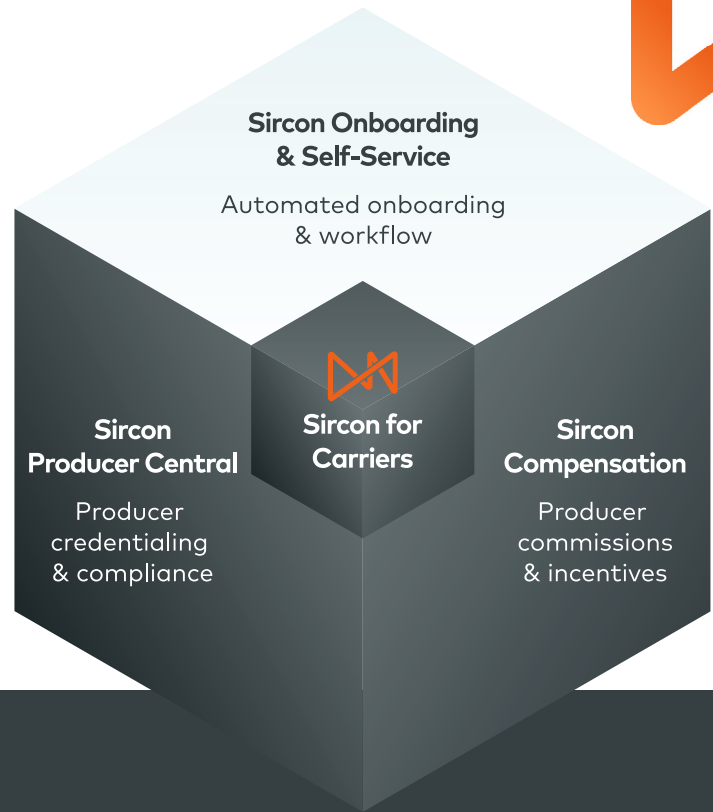 Sircon Onboarding
& Self-Service
Automated onboarding
& workflow
Sircon for
Carriers
Sircon
Producer Central
Producer
credentialing
& compliance
Sircon
Compensation
Producer
commissions
& incentives